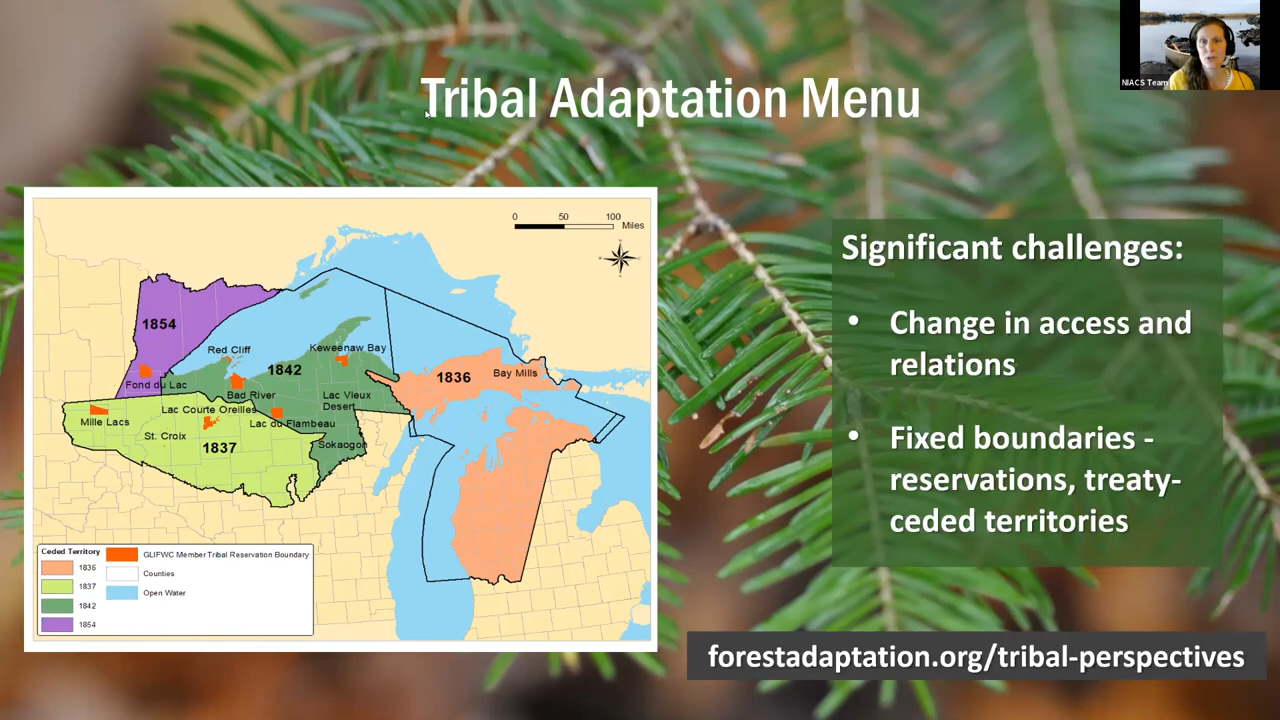 NIACS Team
Tribal Adaptation Menu
0 50 100
Miles
1854
Red Cliff
Keweenaw Bay
1842
1836
Bay Mills
Fond du Lac
Bad River
Lac Vieux
Desert
Mille Lacs
Lac Courte Oreilles
Lac du Flambeau
St. Croix
1837
Sokaogon
Ceded Territory
1836
1837
1842
1854
GLIFWC Member Tribal Reservation Boundary
Counties
Open Water
Significant challenges:
• Change in access and
relations
• Fixed boundaries -
reservations, treaty-
ceded territories
forestadaptation.org/tribal-perspectives